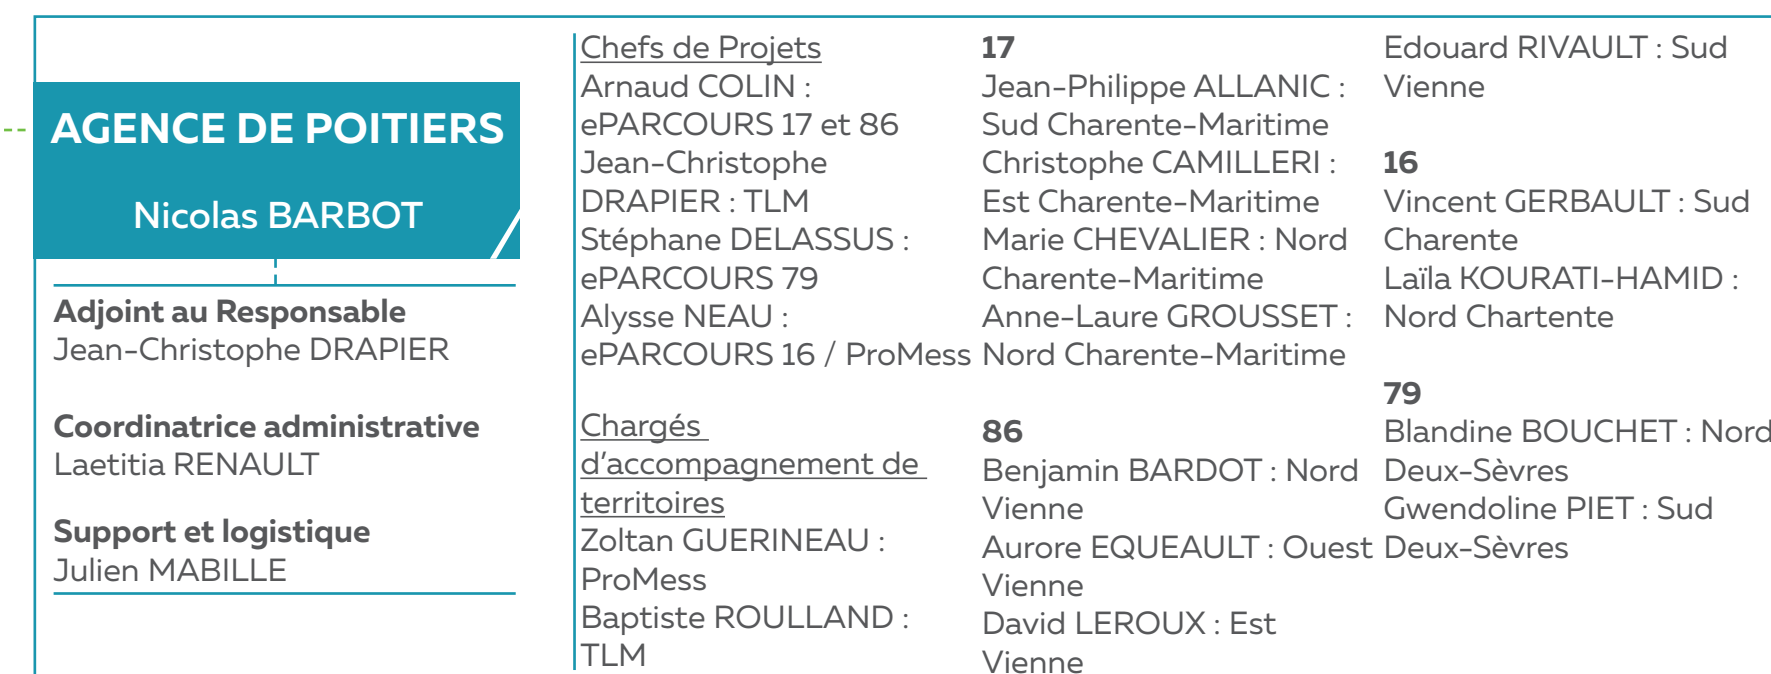 AGENCE DE POITIERS
Nicolas BARBOT
Adjoint au Responsable
Jean-Christophe DRAPIER
Coordinatrice administrative
Laetitia RENAULT
Support et logistique
Julien MABILLE
Chefs de Projets
Arnaud COLIN :
ePARCOURS 17 et 86
Jean-Christophe
DRAPIER : TLM
Stéphane DELASSUS :
ePARCOURS 79
Alysse NEAU :
ePARCOURS 16 / ProMess
Chargés
d'accompagnement de
territoires
Zoltan GUERINEAU :
ProMess
Baptiste ROULLAND :
TLM
17
Jean-Philippe ALLANIC :
Sud Charente-Maritime
Christophe CAMILLERI :
Est Charente-Maritime
Marie CHEVALIER : Nord
Charente-Maritime
Anne-Laure GROUSSET :
Nord Charente-Maritime
86
Benjamin BARDOT : Nord
Vienne
Aurore EQUEAULT : Ouest
Vienne
David LEROUX : Est
Vienne
Edouard RIVAULT : Sud
Vienne
16
Vincent GERBAULT : Sud
Charente
Laïla KOURATI-HAMID :
Nord Chartente
79
Blandine BOUCHET : Nord
Deux-Sèvres
Gwendoline PIET : Sud
Deux-Sèvres